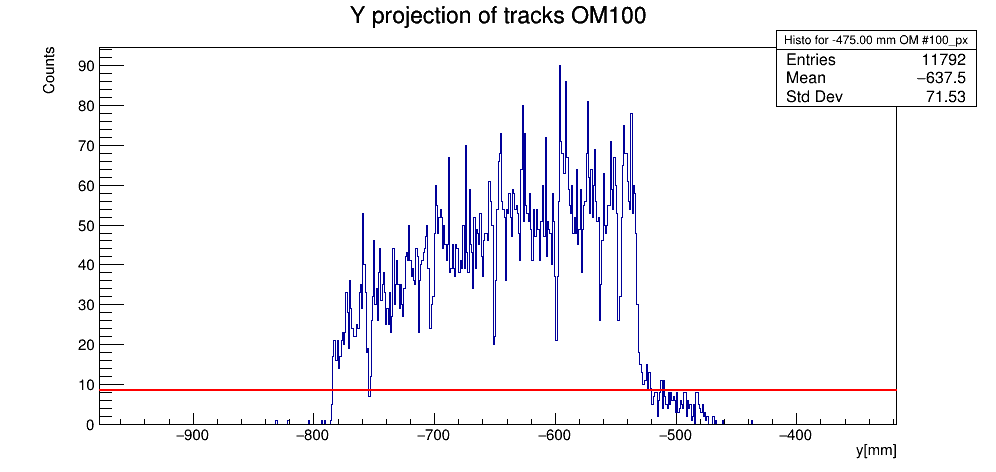 Y projection of tracks OM100
Histo for -475.00 mm OM #100_px
Entries 11792
Mean −637.5
Std Dev 71.53
Counts
90
80
70
60
50
40
30
20
10
0
−900 −800 −700 −600 −500 −400
y[mm]